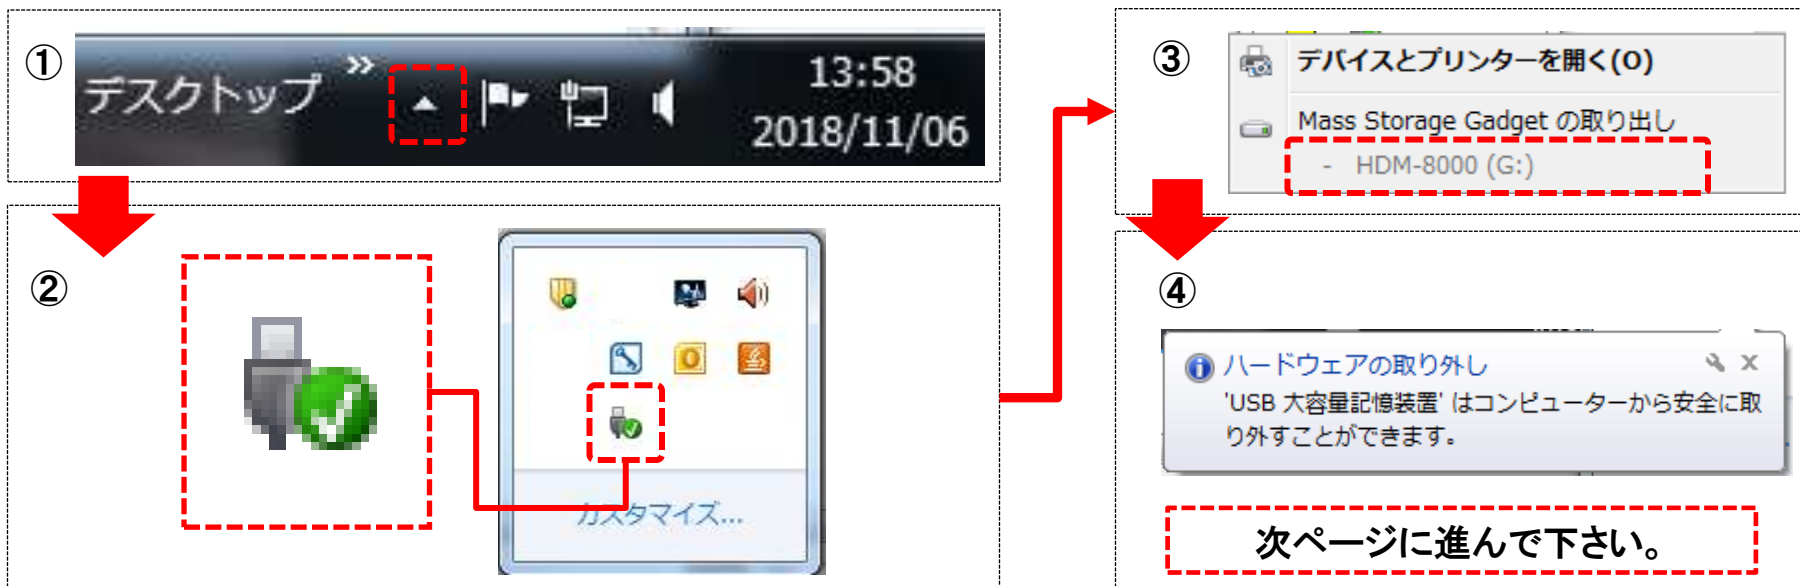 ①
デスクトップ »
13:58
2018/11/06
②
カスタマイズ...
③
デバイスとプリンターを開く(O)
Mass Storage Gadget の取り出し
- HDM-8000 (G:)
④
ハードウェアの取り外し
'USB 大容量記憶装置' はコンピューターから安全に取
り外すことができます。
次ページに進んで下さい。